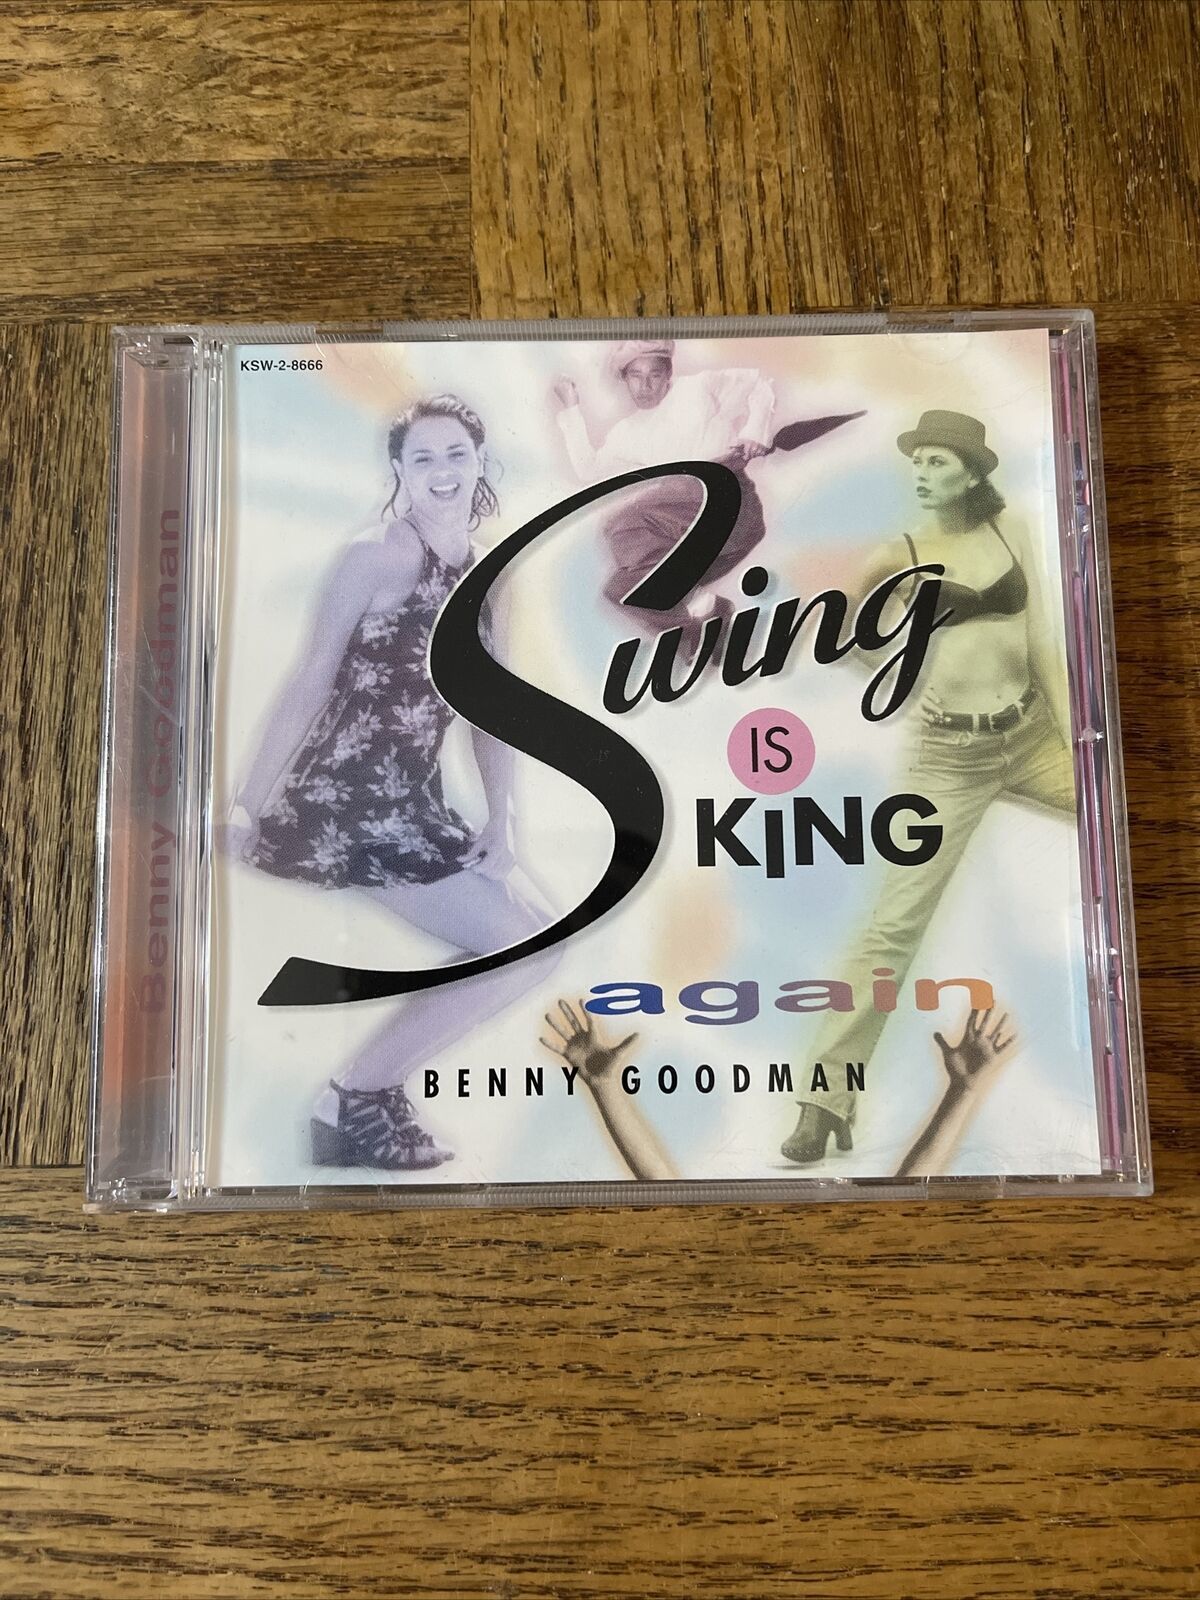 KSW-2-8666
Benny Goodman
Swing
IS
KING
again
BENNY GOODMAN